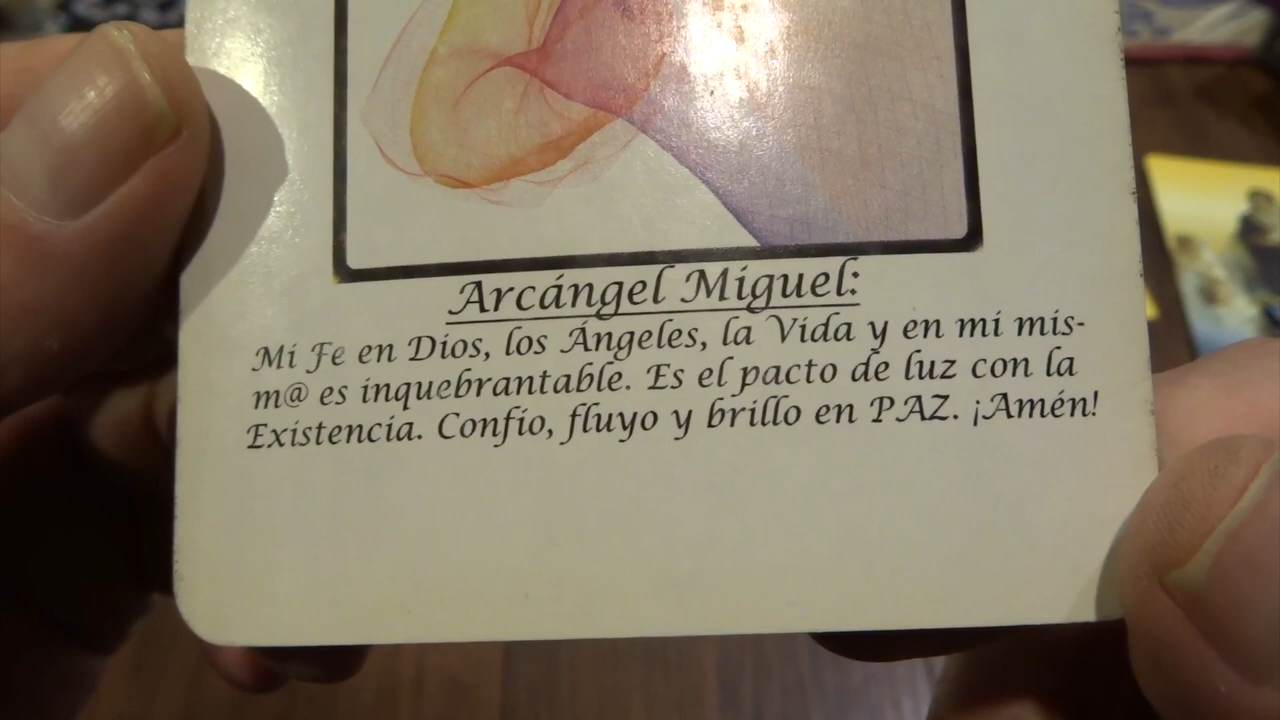 Arcángel Miguel:
Mi Fe en Dios, los Ángeles, la Vida y en mi mis-
m@ es inquebrantable. Es el pacto de luz con la
Existencia. Confío, fluyo y brillo en PAZ. ¡Amén!